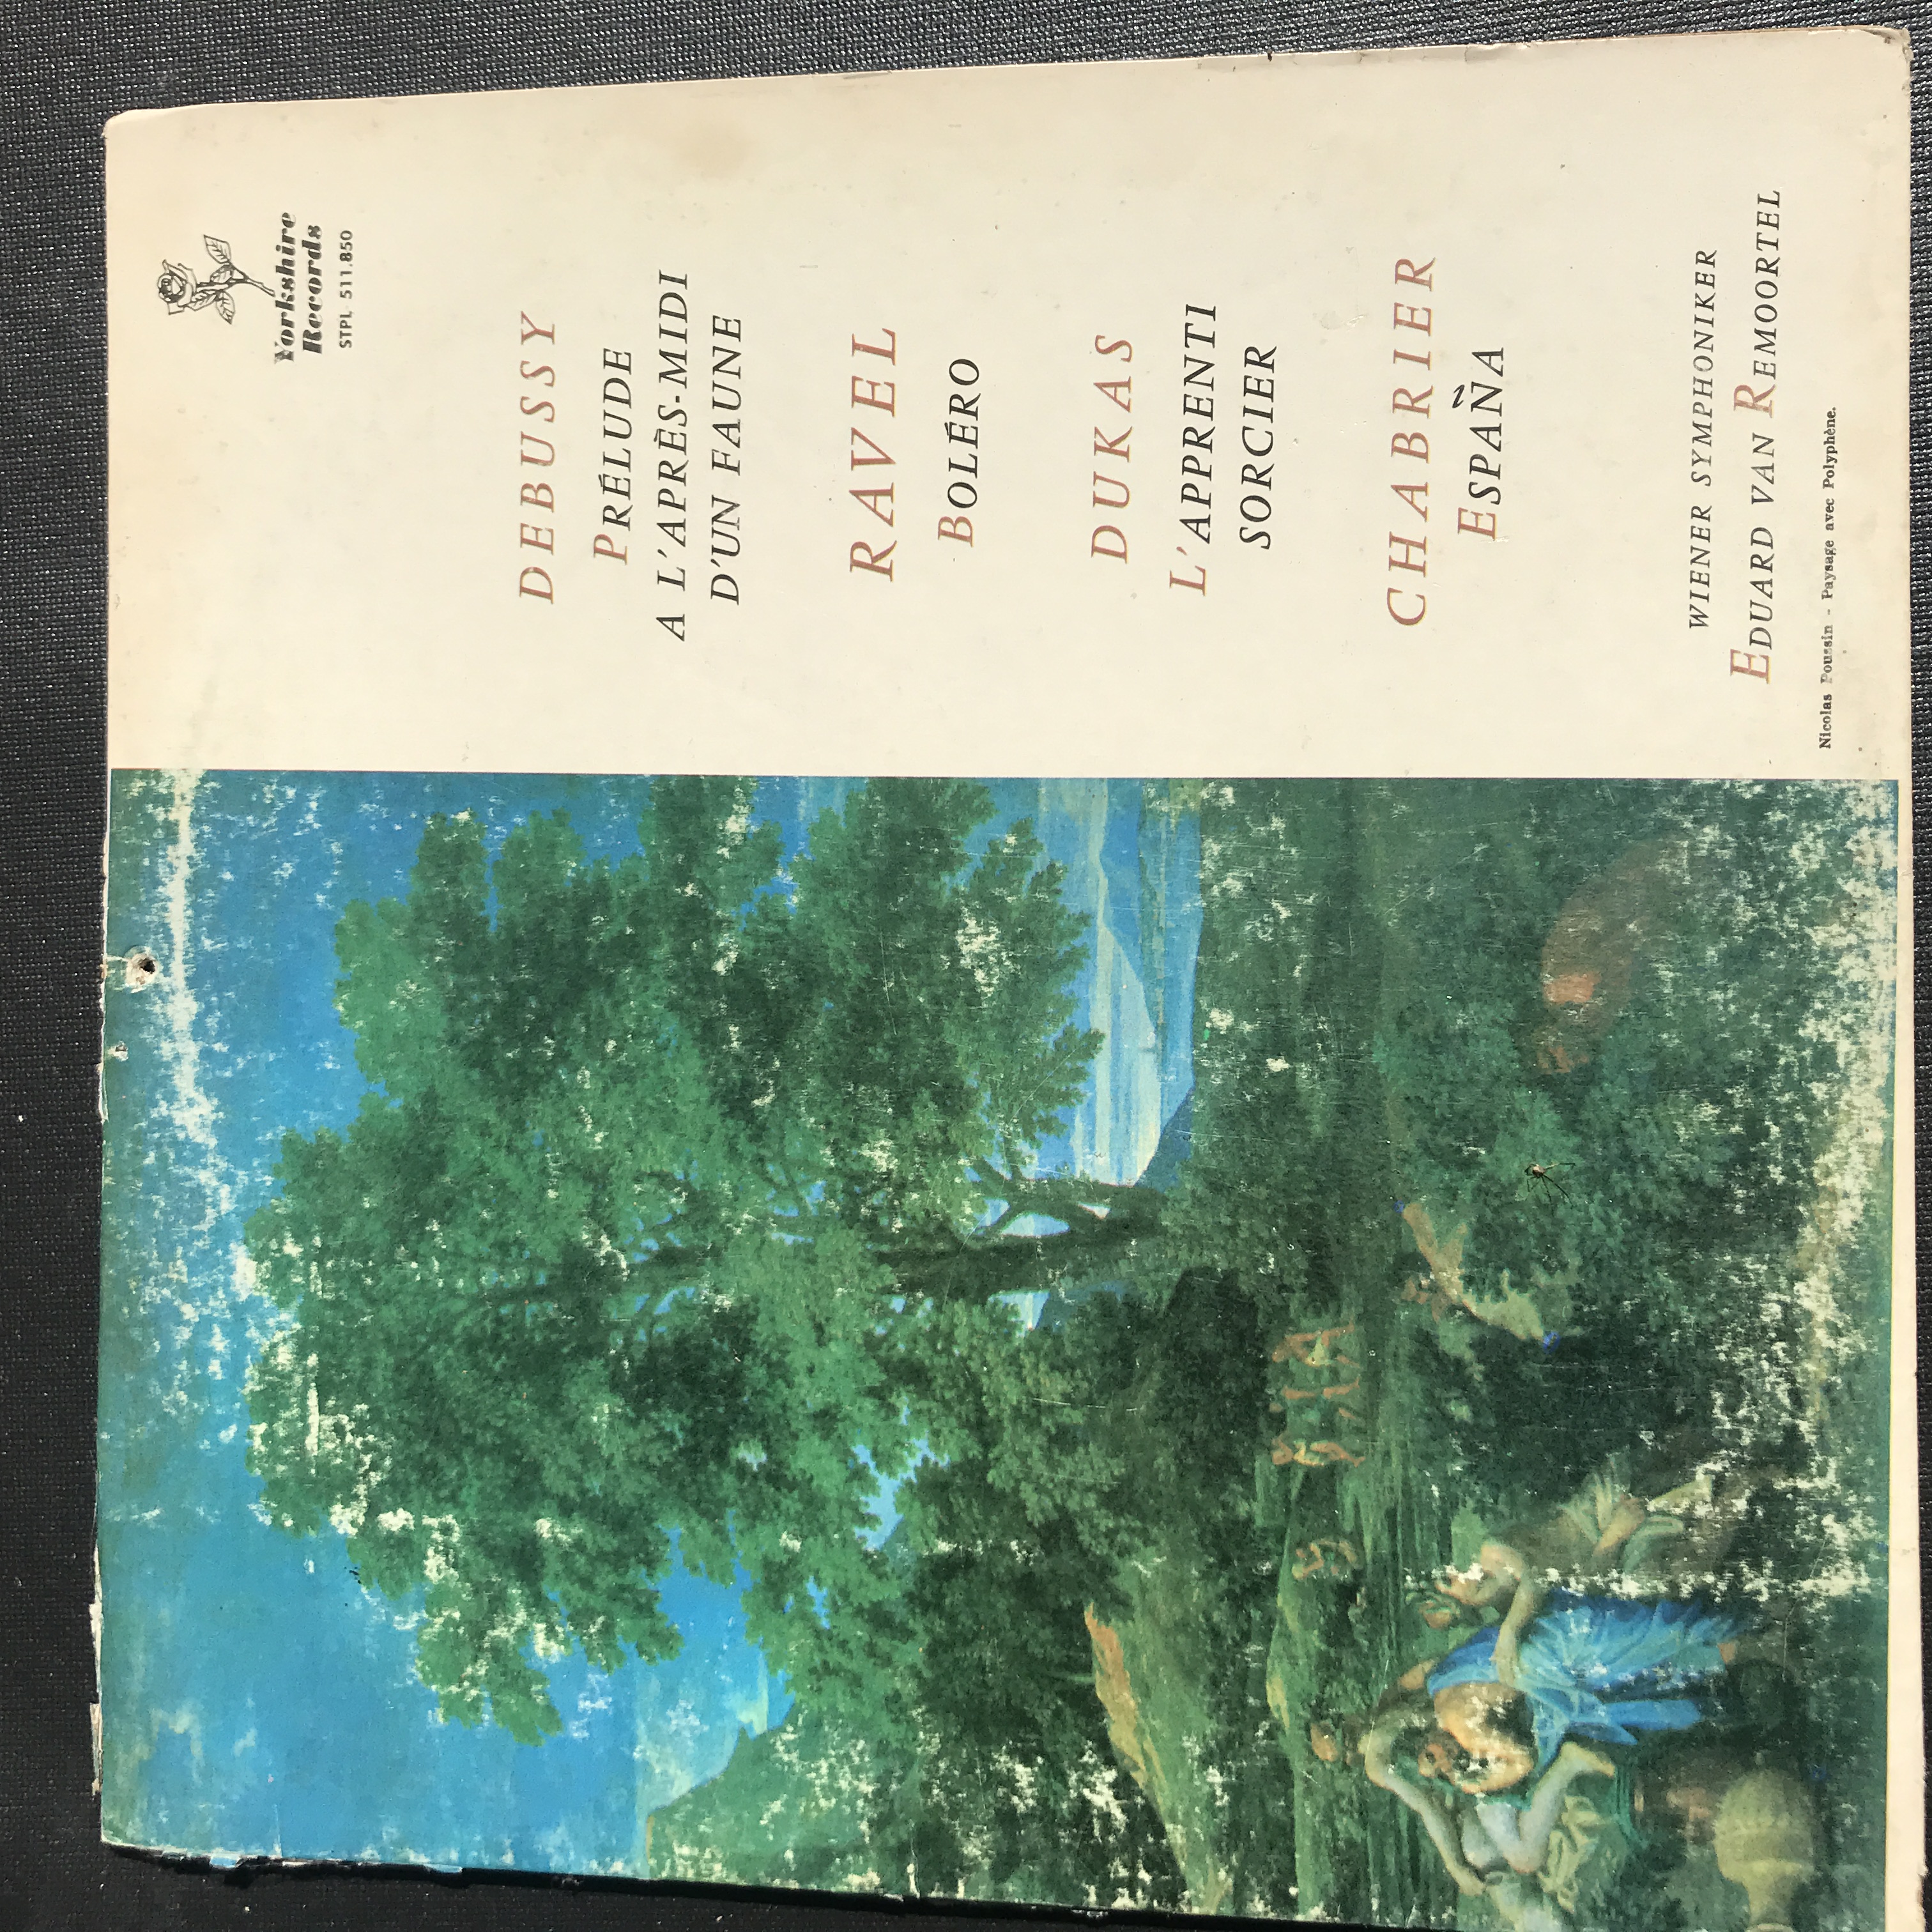 Yorkshire
Records
STPL 511.850
DEBUSSY
PRÉLUDE
A L'APRÈS-MIDI
D'UN FAUNE
RAVEL
BOLÉRO
DUKAS
L'APPRENTI
SORCIER
CHABRIER
ESPAÑA
WIENER SYMPHONIKER
EDUARD VAN REMOORTEL
Nicolas Poussin - Paysage avec Polyphène.